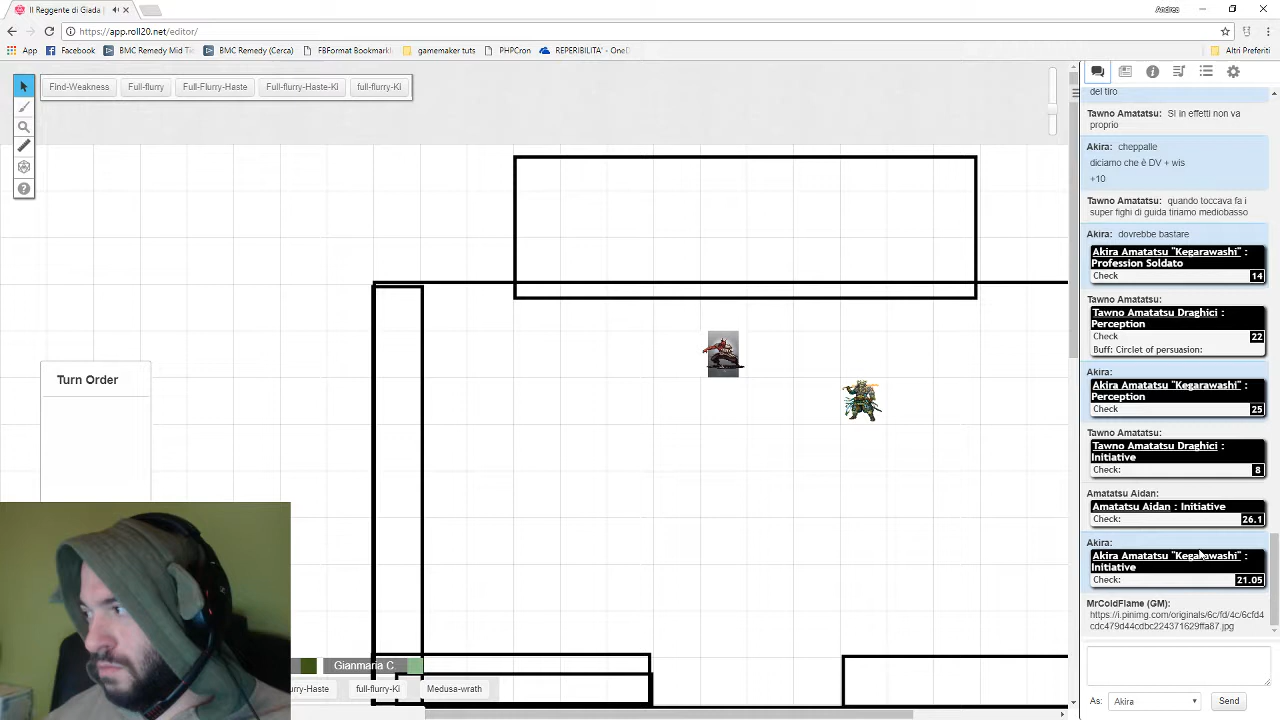 Il Reggente di Giada |
Andrea
https://app.roll20.net/editor/
App
Facebook
BMC Remedy Mid Tie
BMC Remedy (Cerca)
FBFormat Bookmarkl
gamemaker tuts
PHPCron
REPERIBILITA' - OneD
Altri Preferiti
Find-Weakness
Full-flurry
Full-Flurry-Haste
Full-flurry-Haste-KI
full-flurry-Ki
Turn Order
Gianmaria C
urry-Haste
full-flurry-Ki
Medusa-wrath
del tiro
Tawno Amatatsu: SI in effetti non va
proprio
Akira: cheppalle
diciamo che è DV + wis
+10
Tawno Amatatsu: quando toccava fa i
super fighi di guida tiriamo mediobasso
Akira: dovrebbe bastare
Akira Amatatsu "Kegarawashi" :
Profession Soldato
Check 14
Tawno Amatatsu:
Tawno Amatatsu Draghici :
Perception
Check 22
Buff: Circlet of persuasion:
Akira:
Akira Amatatsu "Kegarawashi" :
Perception
Check 25
Tawno Amatatsu:
Tawno Amatatsu Draghici :
Initiative
Check: 8
Amatatsu Aidan:
Amatatsu Aidan : Initiative
Check: 26.1
Akira:
Akira Amatatsu "Kegarawashi" :
Initiative
Check: 21.05
MrColdFlame (GM):
https://i.pinimg.com/originals/6c/fd/4c/6cfd4
cdc479d44cdbc224371629ffa87.jpg
As: Akira
Send